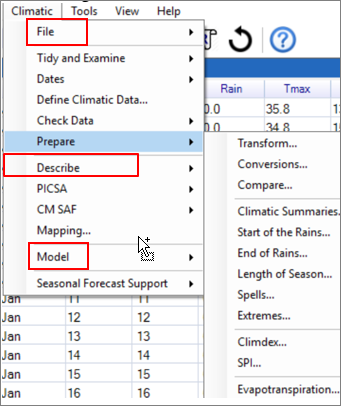 Climatic Tools View Help
File
Tidy and Examine
Dates
Define Climatic Data...
Check Data
Prepare
Describe
PICSA
CM SAF
Mapping...
Model
Seasonal Forecast Support
Rain Tmax
0.0 35.8
0.0 34.8
Transform...
Conversions...
Compare...
Climatic Summaries.
Start of the Rains...
End of Rains...
Length of Season...
Spells...
Extremes...
Climdex...
SPI...
Evapotranspiration...
Jan 11 11
Jan 12 12
Jan 13 13
Jan 14 14
Jan 15 15
Jan 16 16